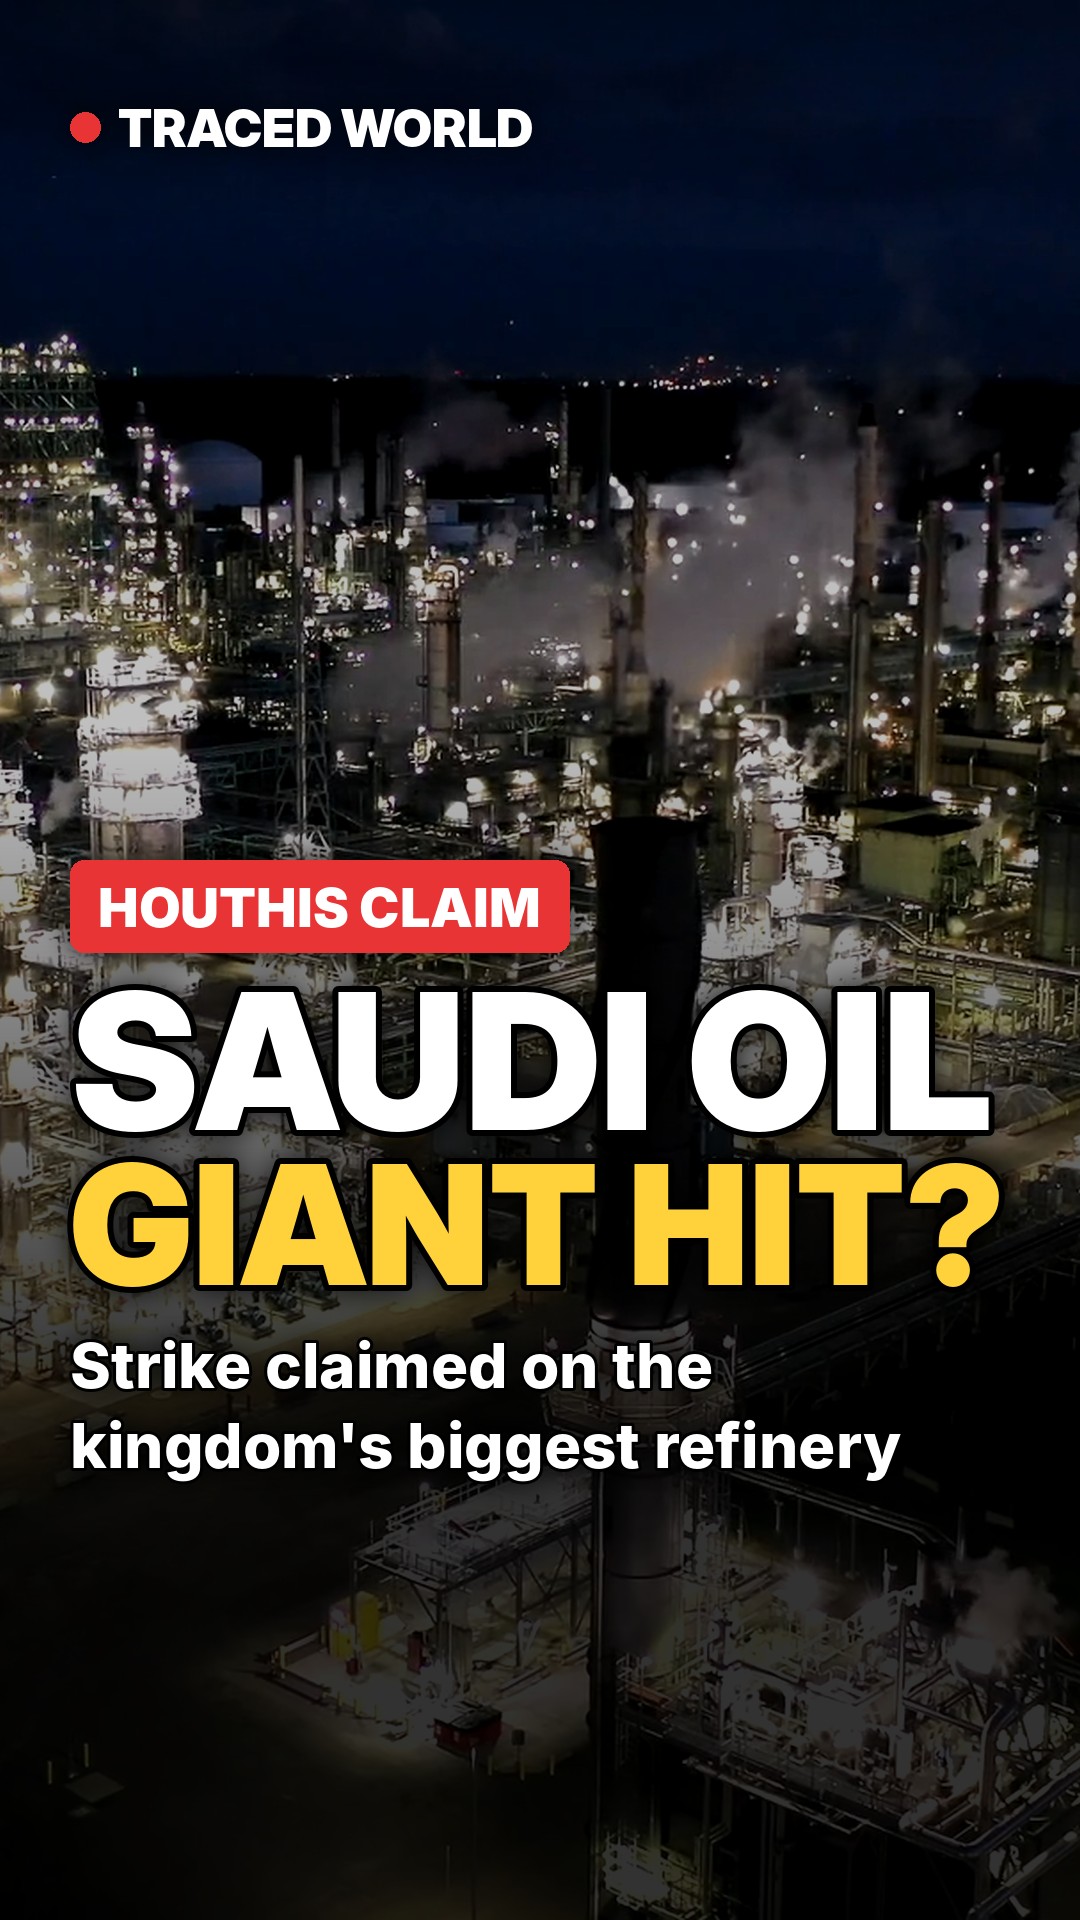 TRACED WORLD
HOUTHIS CLAIM
SAUDI OIL
GIANT HIT?
Strike claimed on the
kingdom's biggest refinery